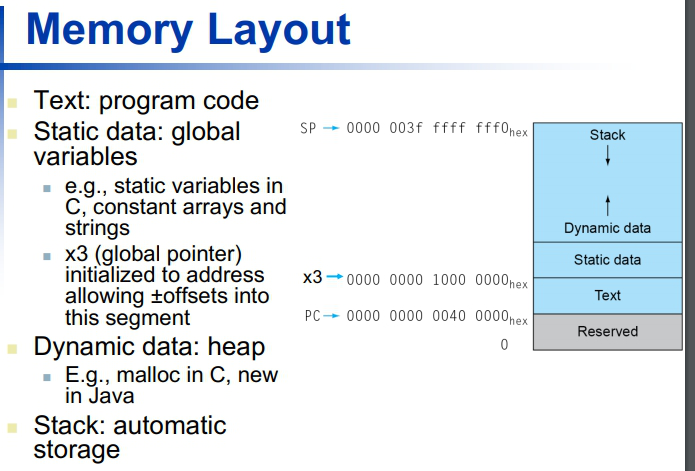 Memory Layout
Text: program code
Static data: global
variables
e.g., static variables in
C, constant arrays and
strings
x3 (global pointer)
initialized to address
allowing ±offsets into
this segment
Dynamic data: heap
E.g., malloc in C, new
in Java
Stack: automatic
storage
SP → 0000 003f ffff fff0hex
x3 → 0000 0000 1000 0000hex
PC → 0000 0000 0040 0000hex
0
Stack
Dynamic data
Static data
Text
Reserved